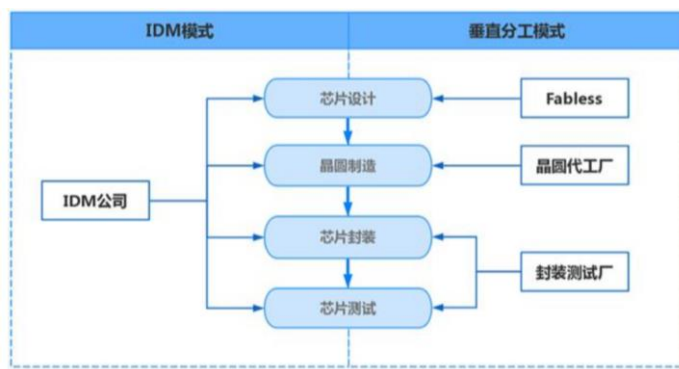 IDM模式
垂直分工模式
芯片设计
Fabless
晶圆制造
晶圆代工厂
IDM公司
芯片封装
封装测试厂
芯片测试